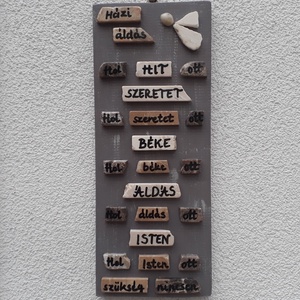 Házi
áldás
Hol HIT ott
SZERETET
Hol szeretet ott
BÉKE
Hol béke ott
ÁLDÁS
Hol áldás ott
ISTEN
Hol Isten ott
szükség nincsen